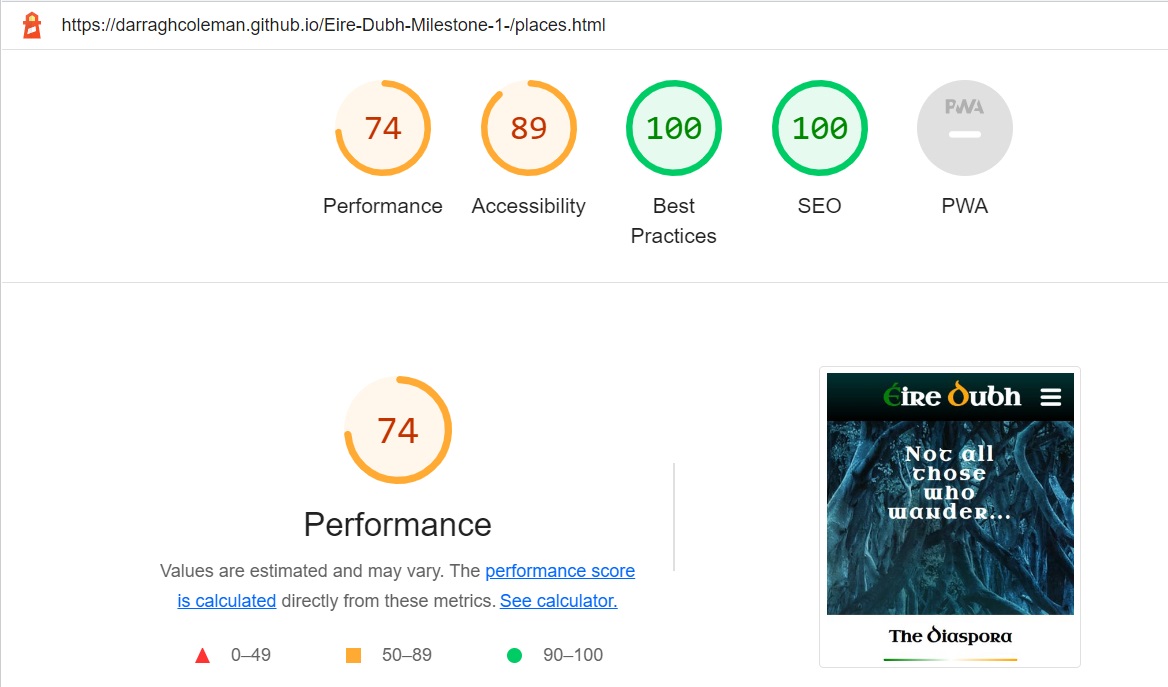 https://darraghcoleman.github.io/Eire-Dubh-Milestone-1-/places.html
74
89
100
100
PWA
Performance
Accessibility
Best
Practices
SEO
PWA
74
Performance
Values are estimated and may vary. The performance score
is calculated directly from these metrics. See calculator.
0–49
50–89
90–100
Éire Dubh
Not all
those
who
wander...
The Diaspora